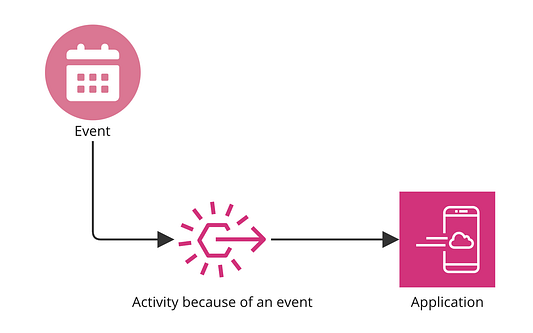 Event
Activity because of an event
Application